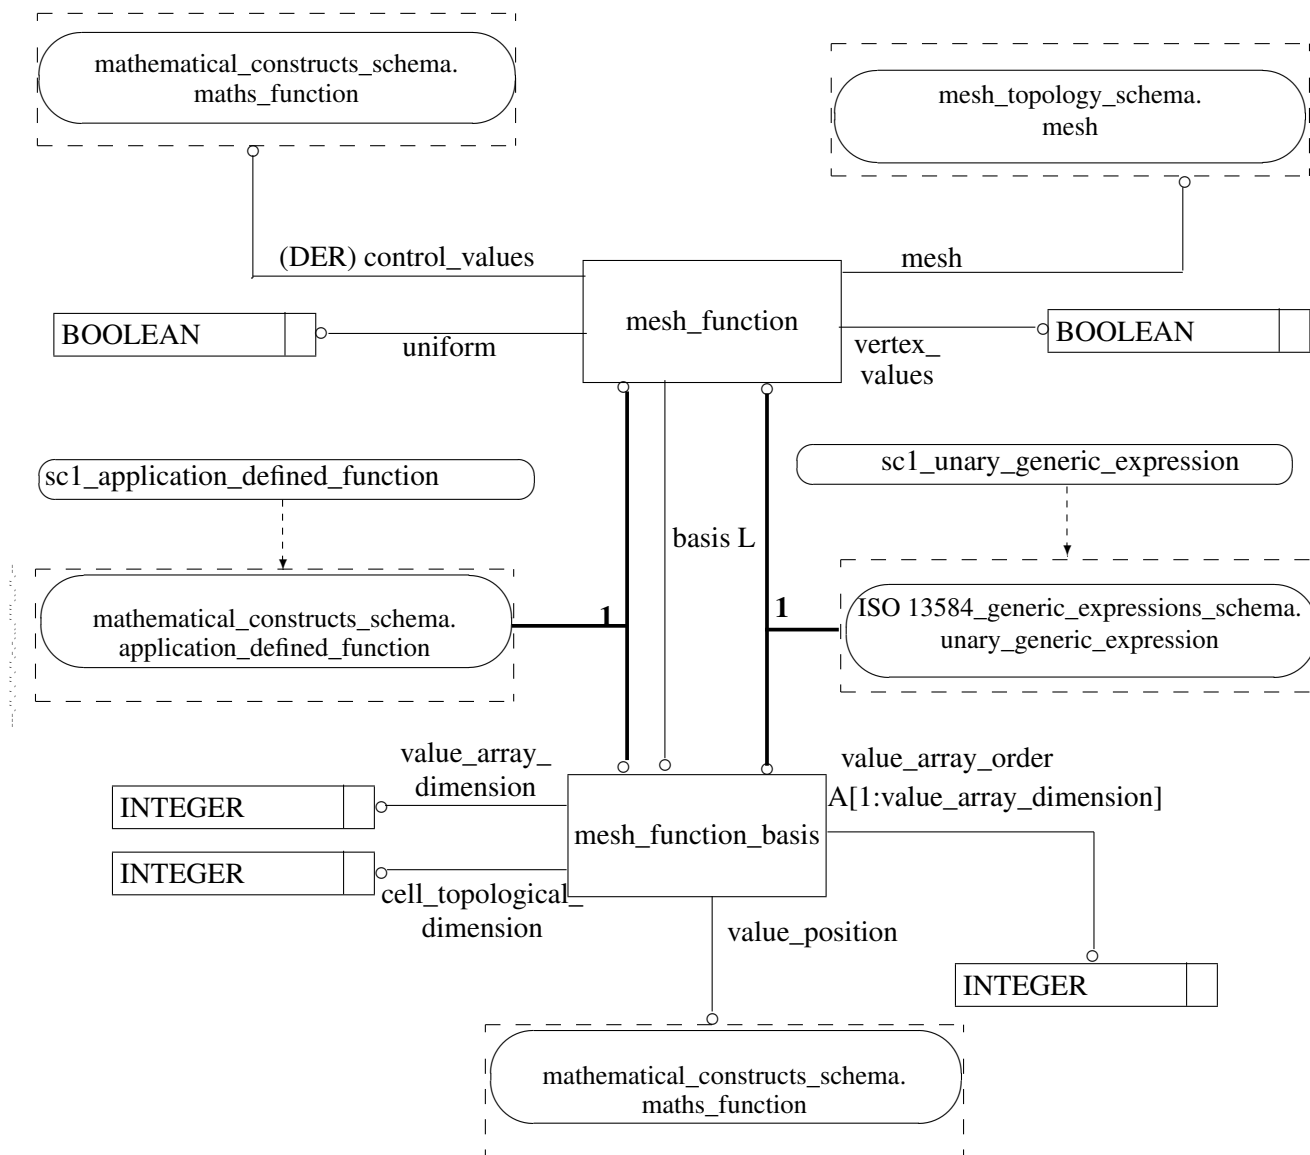 mathematical_constructs_schema.
maths_function
mesh_topology_schema.
mesh
(DER) control_values
mesh
mesh_function
BOOLEAN
uniform
vertex_
values
BOOLEAN
sc1_application_defined_function
sc1_unary_generic_expression
basis L
mathematical_constructs_schema.
application_defined_function
1
1
ISO 13584_generic_expressions_schema.
unary_generic_expression
value_array_
dimension
value_array_order
A[1:value_array_dimension]
INTEGER
mesh_function_basis
INTEGER
cell_topological_
dimension
value_position
INTEGER
mathematical_constructs_schema.
maths_function